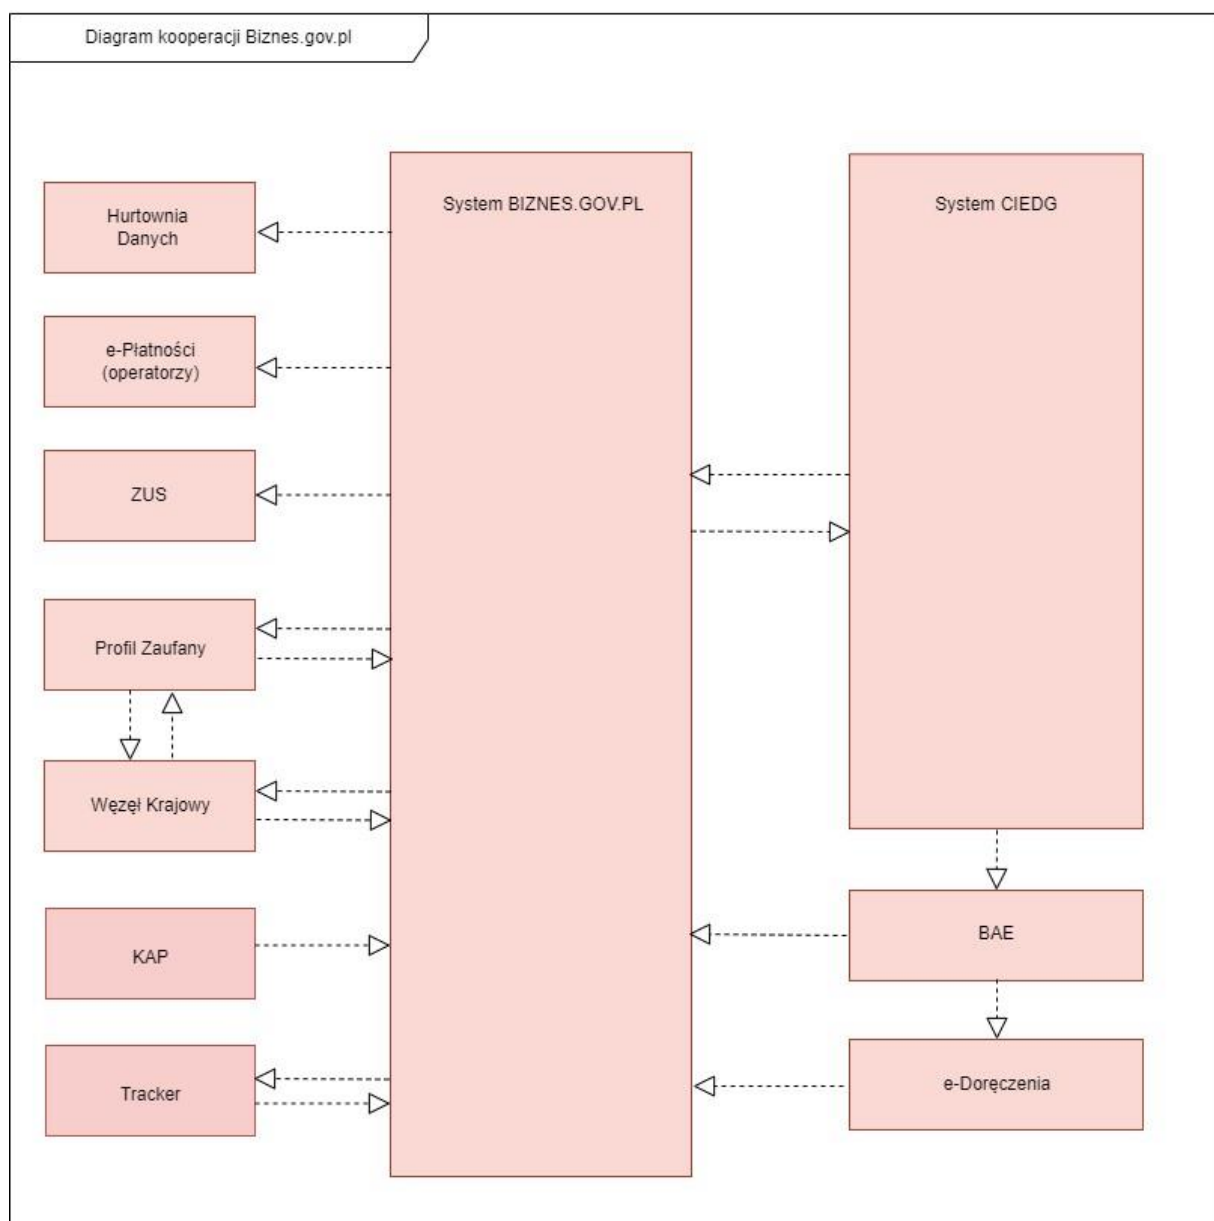 Diagram kooperacji Biznes.gov.pl
Hurtownia
Danych
e-Płatności
(operatorzy)
ZUS
Profil Zaufany
Węzęł Krajowy
KAP
Tracker
System BIZNES.GOV.PL
System CIEDG
BAE
e-Doręczenia